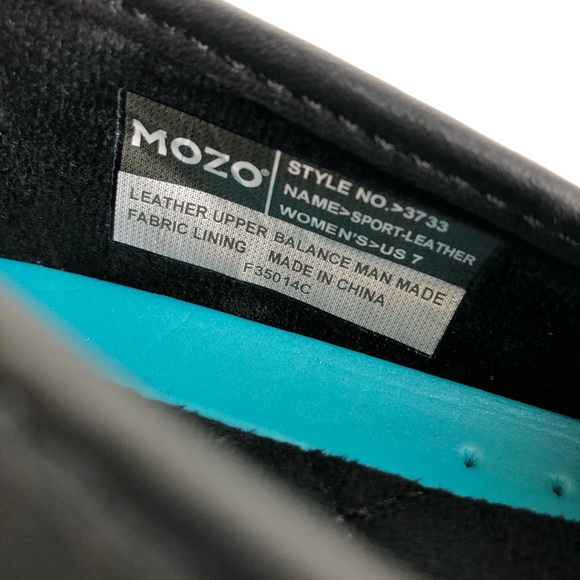 MOZO®
STYLE NO.>3733
NAME>SPORT-LEATHER
WOMEN'S>US 7
LEATHER UPPER BALANCE MAN MADE
FABRIC LINING MADE IN CHINA
F35014C